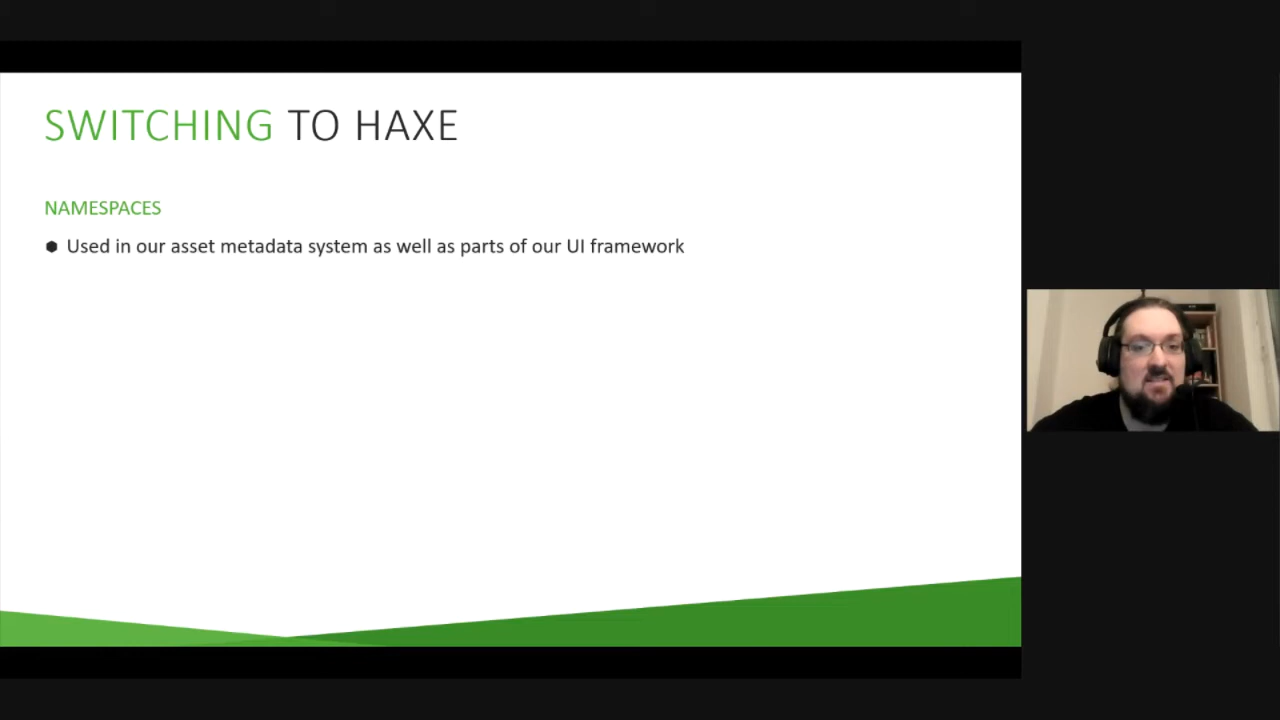 SWITCHING TO HAXE
NAMESPACES
Used in our asset metadata system as well as parts of our UI framework